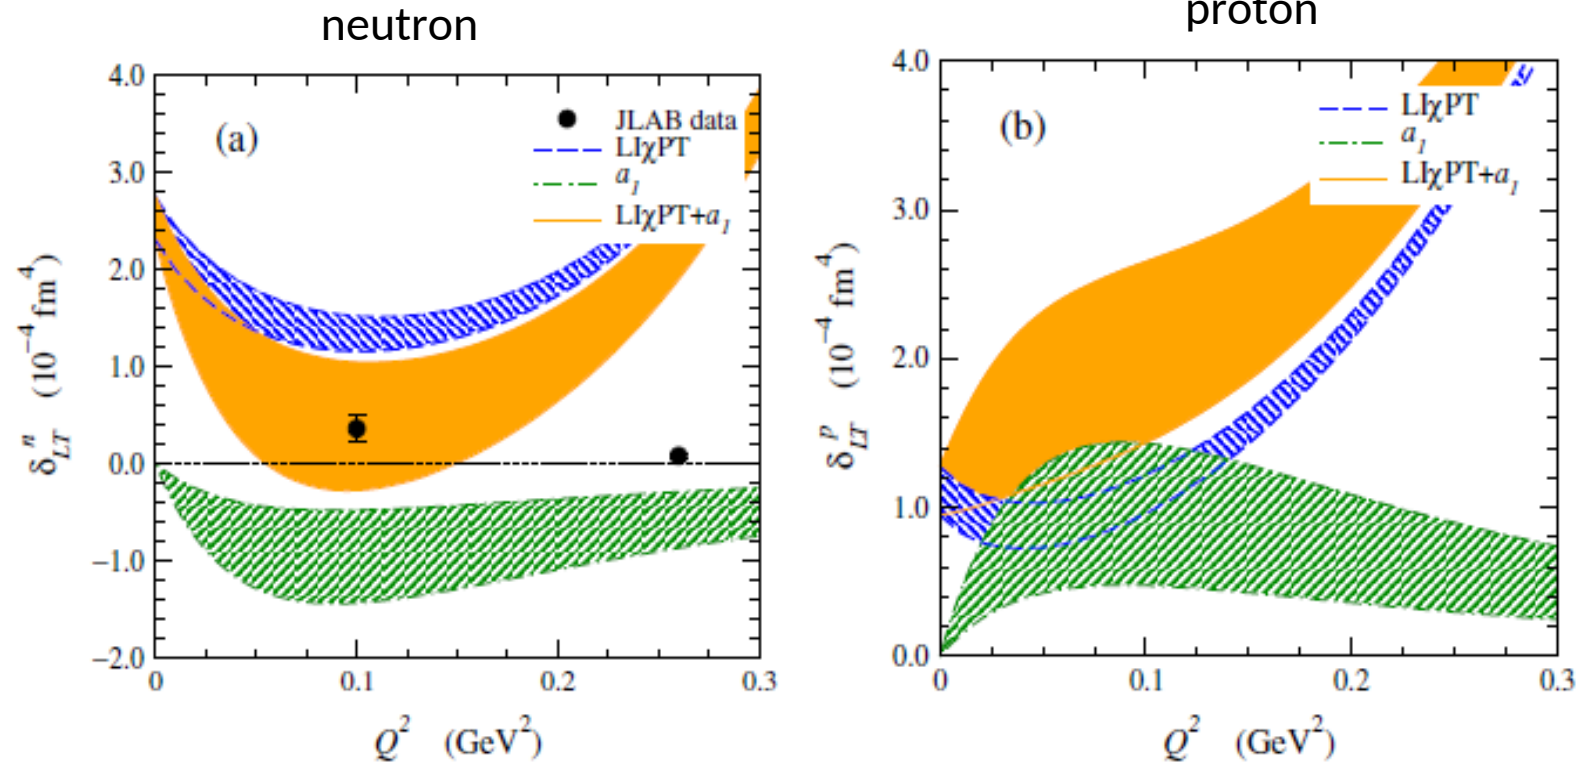 neutron
proton
4.0
3.0
2.0
1.0
0.0
−1.0
−2.0
0
0.1
0.2
0.3
(a)
JLAB data
LIχPT
a₁
LIχPT+a₁
δⁿ_LT (10⁻⁴ fm⁴)
Q² (GeV²)
4.0
3.0
2.0
1.0
0.0
0
0.1
0.2
0.3
(b)
LIχPT
a₁
LIχPT+a₁
δᵖ_LT (10⁻⁴ fm⁴)
Q² (GeV²)